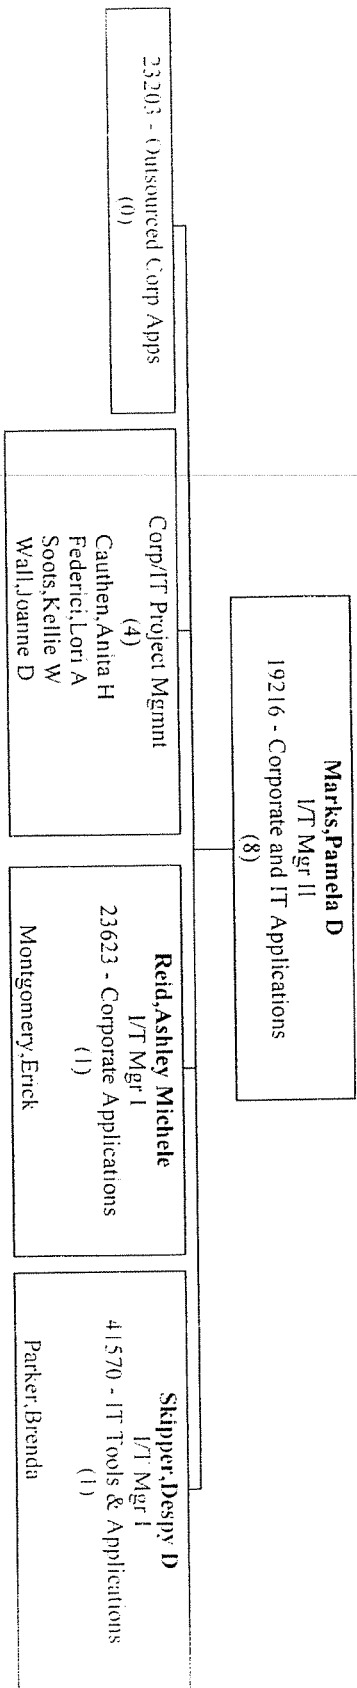 Marks,Pamela D
I/T Mgr II
19216 - Corporate and IT Applications
(8)
23203 - Outsourced Corp Apps
(0)
Corp/IT Project Mgmnt
(4)
Cauthen,Anita H
Federici,Lori A
Soots,Kellie W
Wall,Joanne D
Reid,Ashley Michele
I/T Mgr I
23623 - Corporate Applications
(1)
Montgomery,Erick
Skipper,Despy D
I/T Mgr I
41570 - IT Tools & Applications
(1)
Parker,Brenda